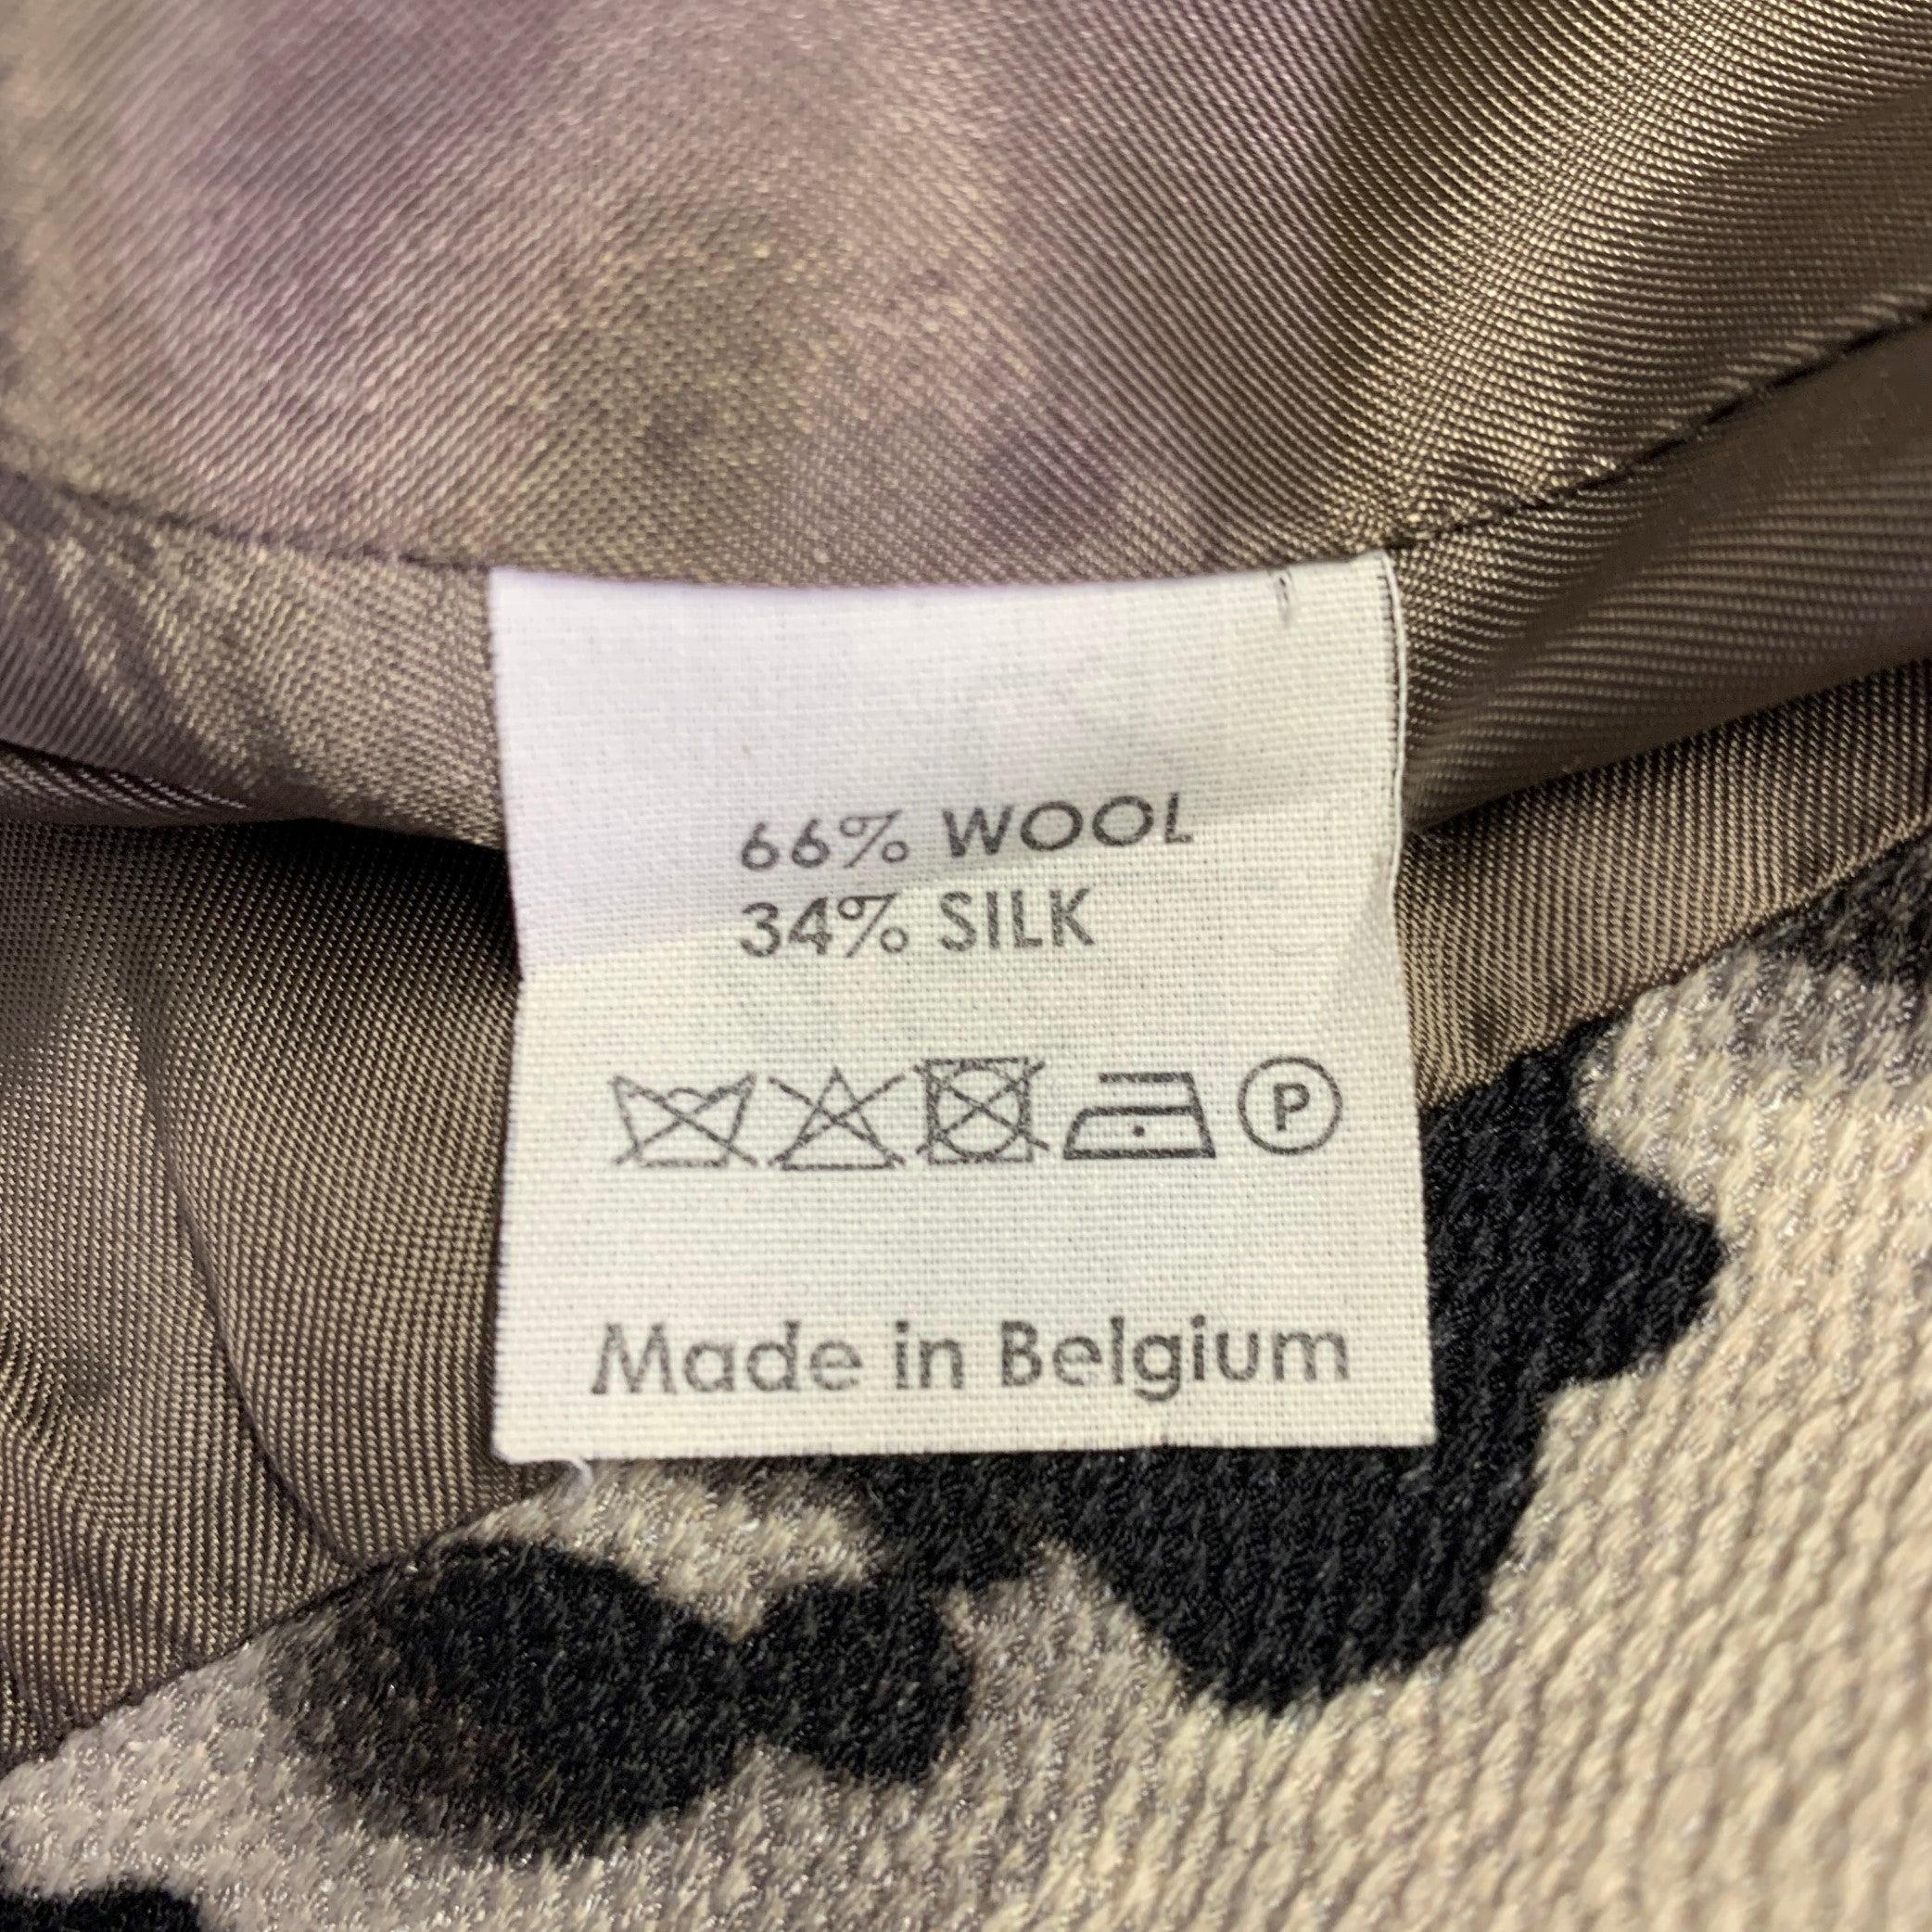 66% WOOL
34% SILK
P
Made in Belgium